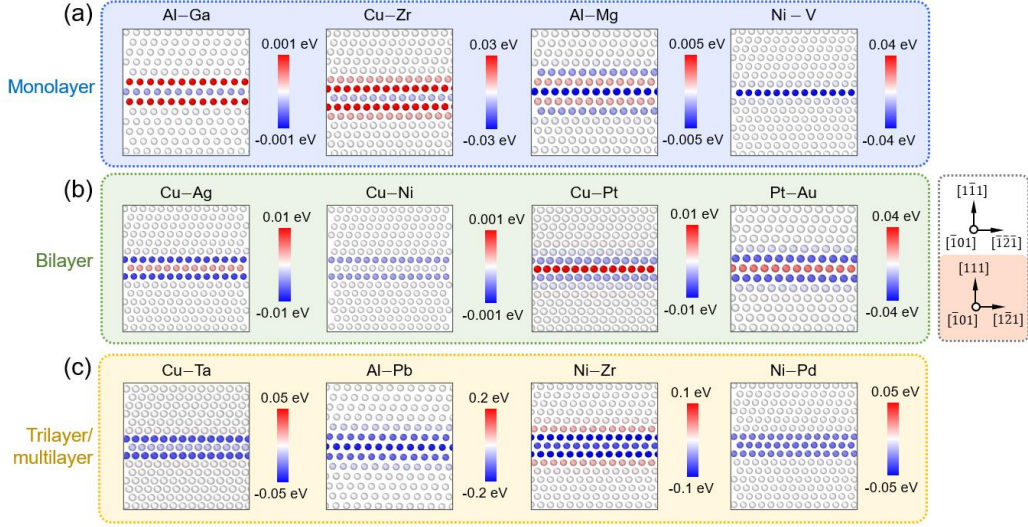 (a)
Al–Ga Cu–Zr Al–Mg Ni – V
Monolayer
0.001 eV 0.03 eV 0.005 eV 0.04 eV
-0.001 eV -0.03 eV -0.005 eV -0.04 eV
(b)
Cu–Ag Cu–Ni Cu–Pt Pt–Au
Bilayer
0.01 eV 0.001 eV 0.01 eV 0.04 eV
-0.01 eV -0.001 eV -0.01 eV -0.04 eV
[11̅1]
[1̅01] [1̅2̅1̅]
[111]
[1̅01] [12̅1]
(c)
Cu–Ta Al–Pb Ni–Zr Ni–Pd
Trilayer/
multilayer
0.05 eV 0.2 eV 0.1 eV 0.05 eV
-0.05 eV -0.2 eV -0.1 eV -0.05 eV